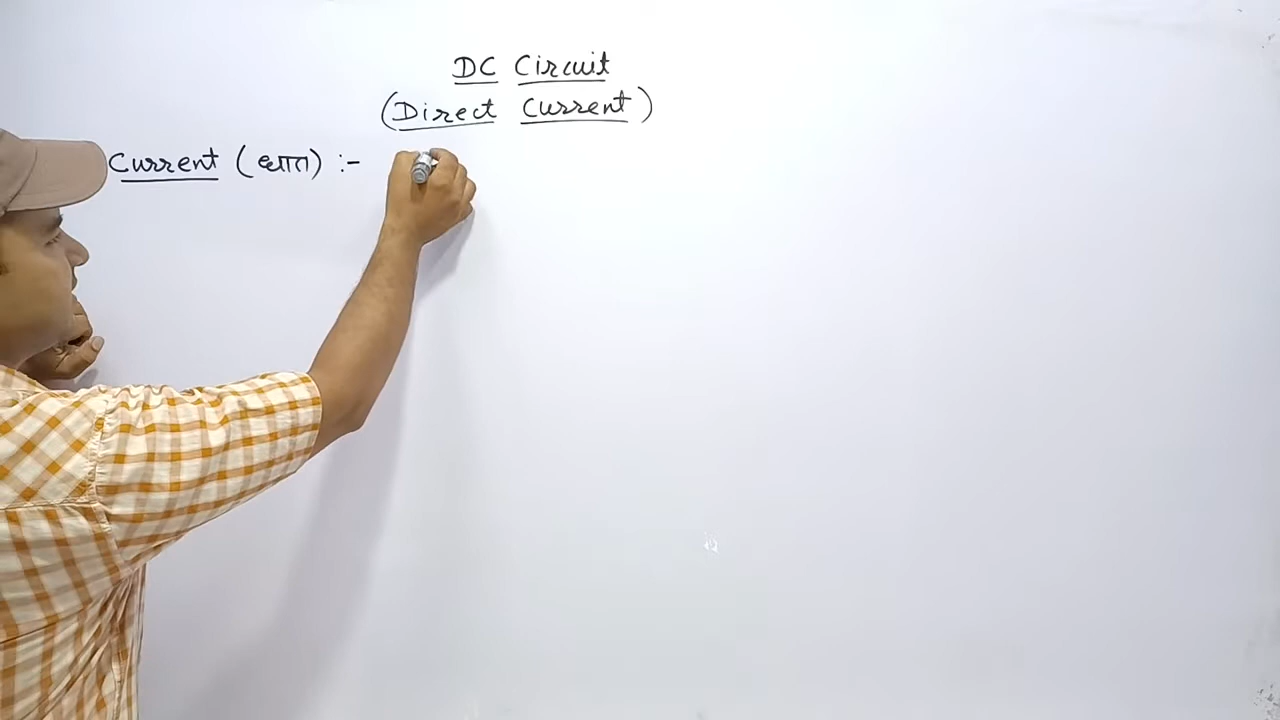 DC Circuit
(Direct Current)
Current (धारा) :-